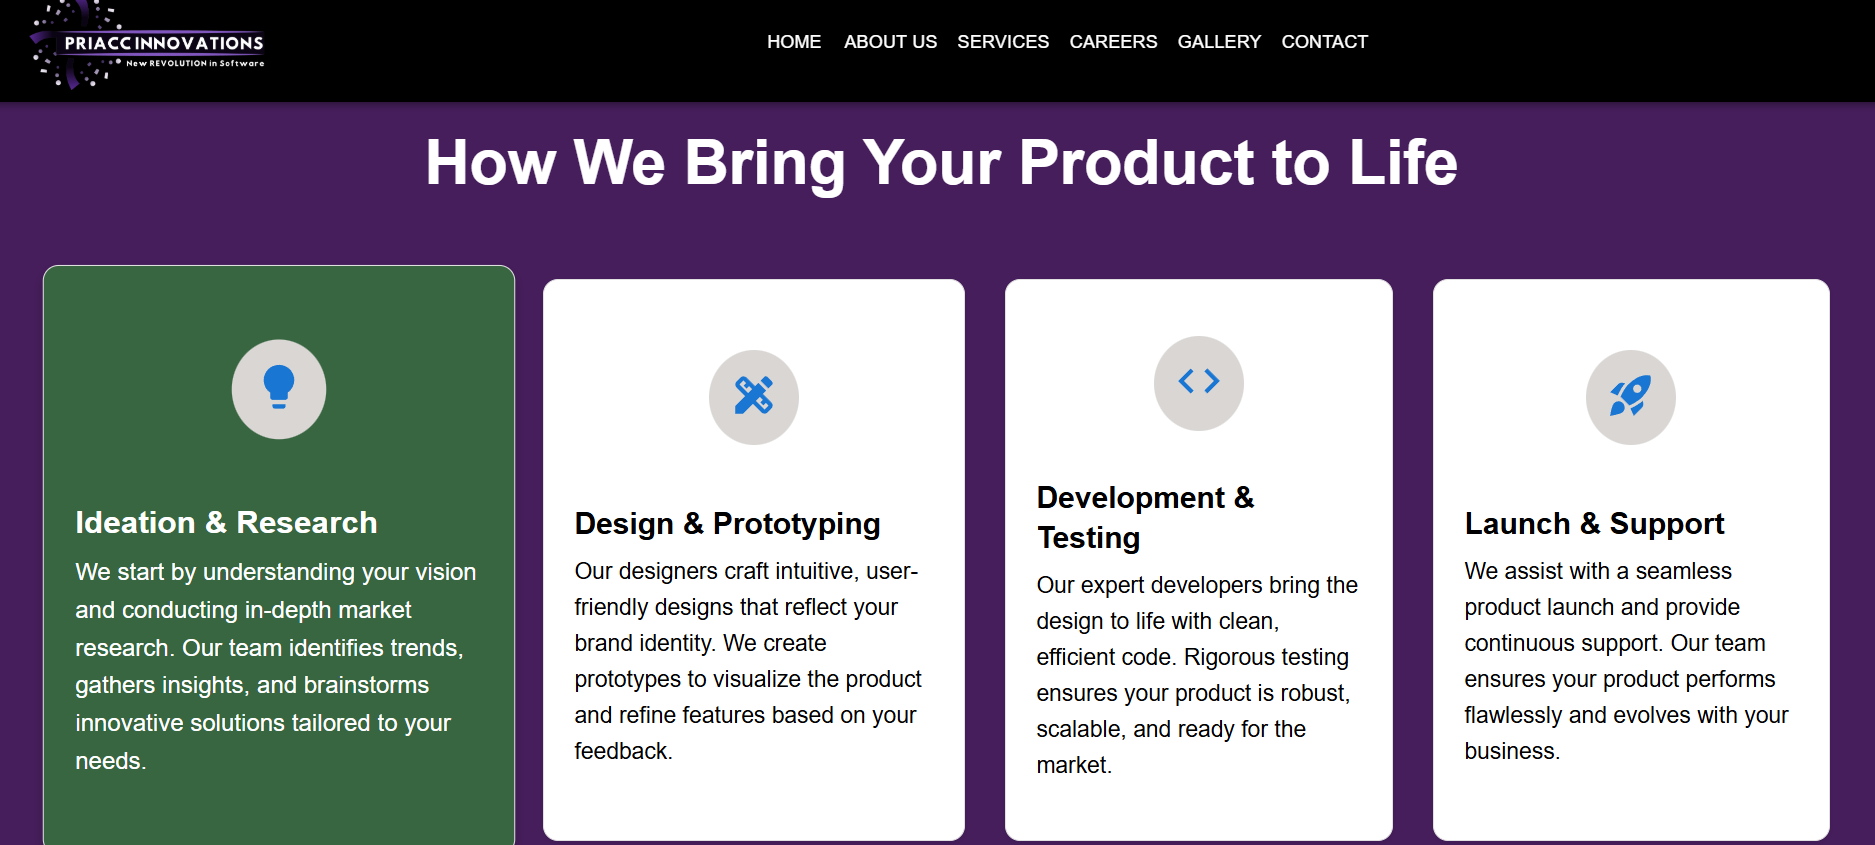 PRIACC INNOVATIONS
New REVOLUTION in Software
HOME ABOUT US SERVICES CAREERS GALLERY CONTACT
How We Bring Your Product to Life
Ideation & Research
We start by understanding your vision
and conducting in-depth market
research. Our team identifies trends,
gathers insights, and brainstorms
innovative solutions tailored to your
needs.
Design & Prototyping
Our designers craft intuitive, user-
friendly designs that reflect your
brand identity. We create
prototypes to visualize the product
and refine features based on your
feedback.
Development &
Testing
Our expert developers bring the
design to life with clean,
efficient code. Rigorous testing
ensures your product is robust,
scalable, and ready for the
market.
Launch & Support
We assist with a seamless
product launch and provide
continuous support. Our team
ensures your product performs
flawlessly and evolves with your
business.